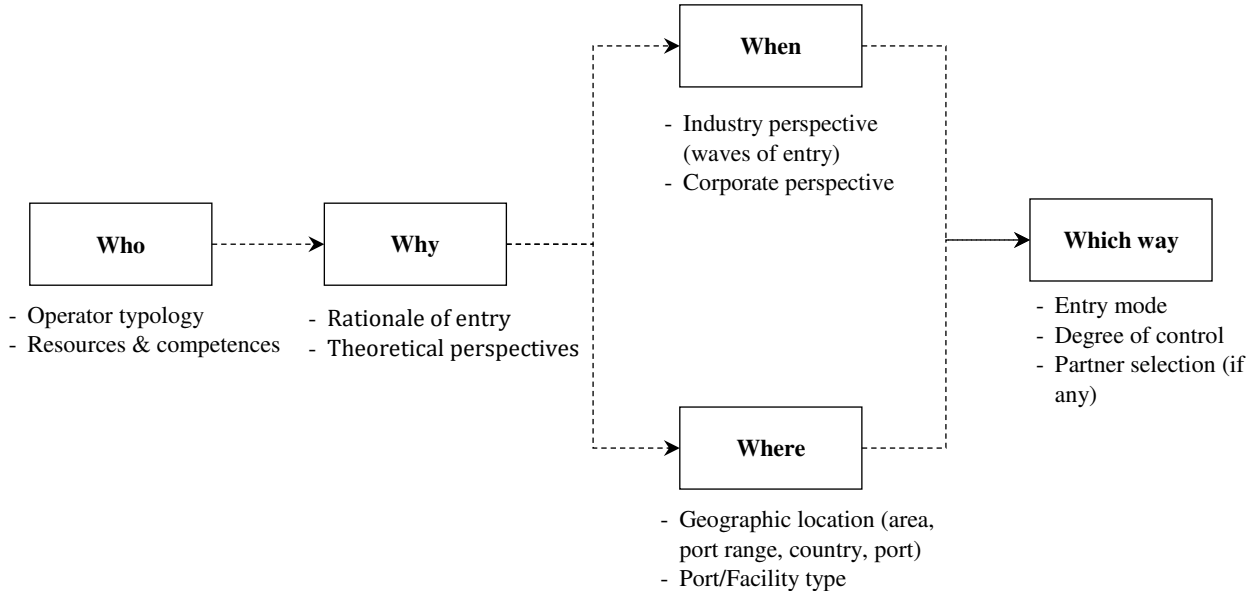 Who
- Operator typology
- Resources & competences
Why
- Rationale of entry
- Theoretical perspectives
When
- Industry perspective
(waves of entry)
- Corporate perspective
Where
- Geographic location (area,
port range, country, port)
- Port/Facility type
Which way
- Entry mode
- Degree of control
- Partner selection (if
any)